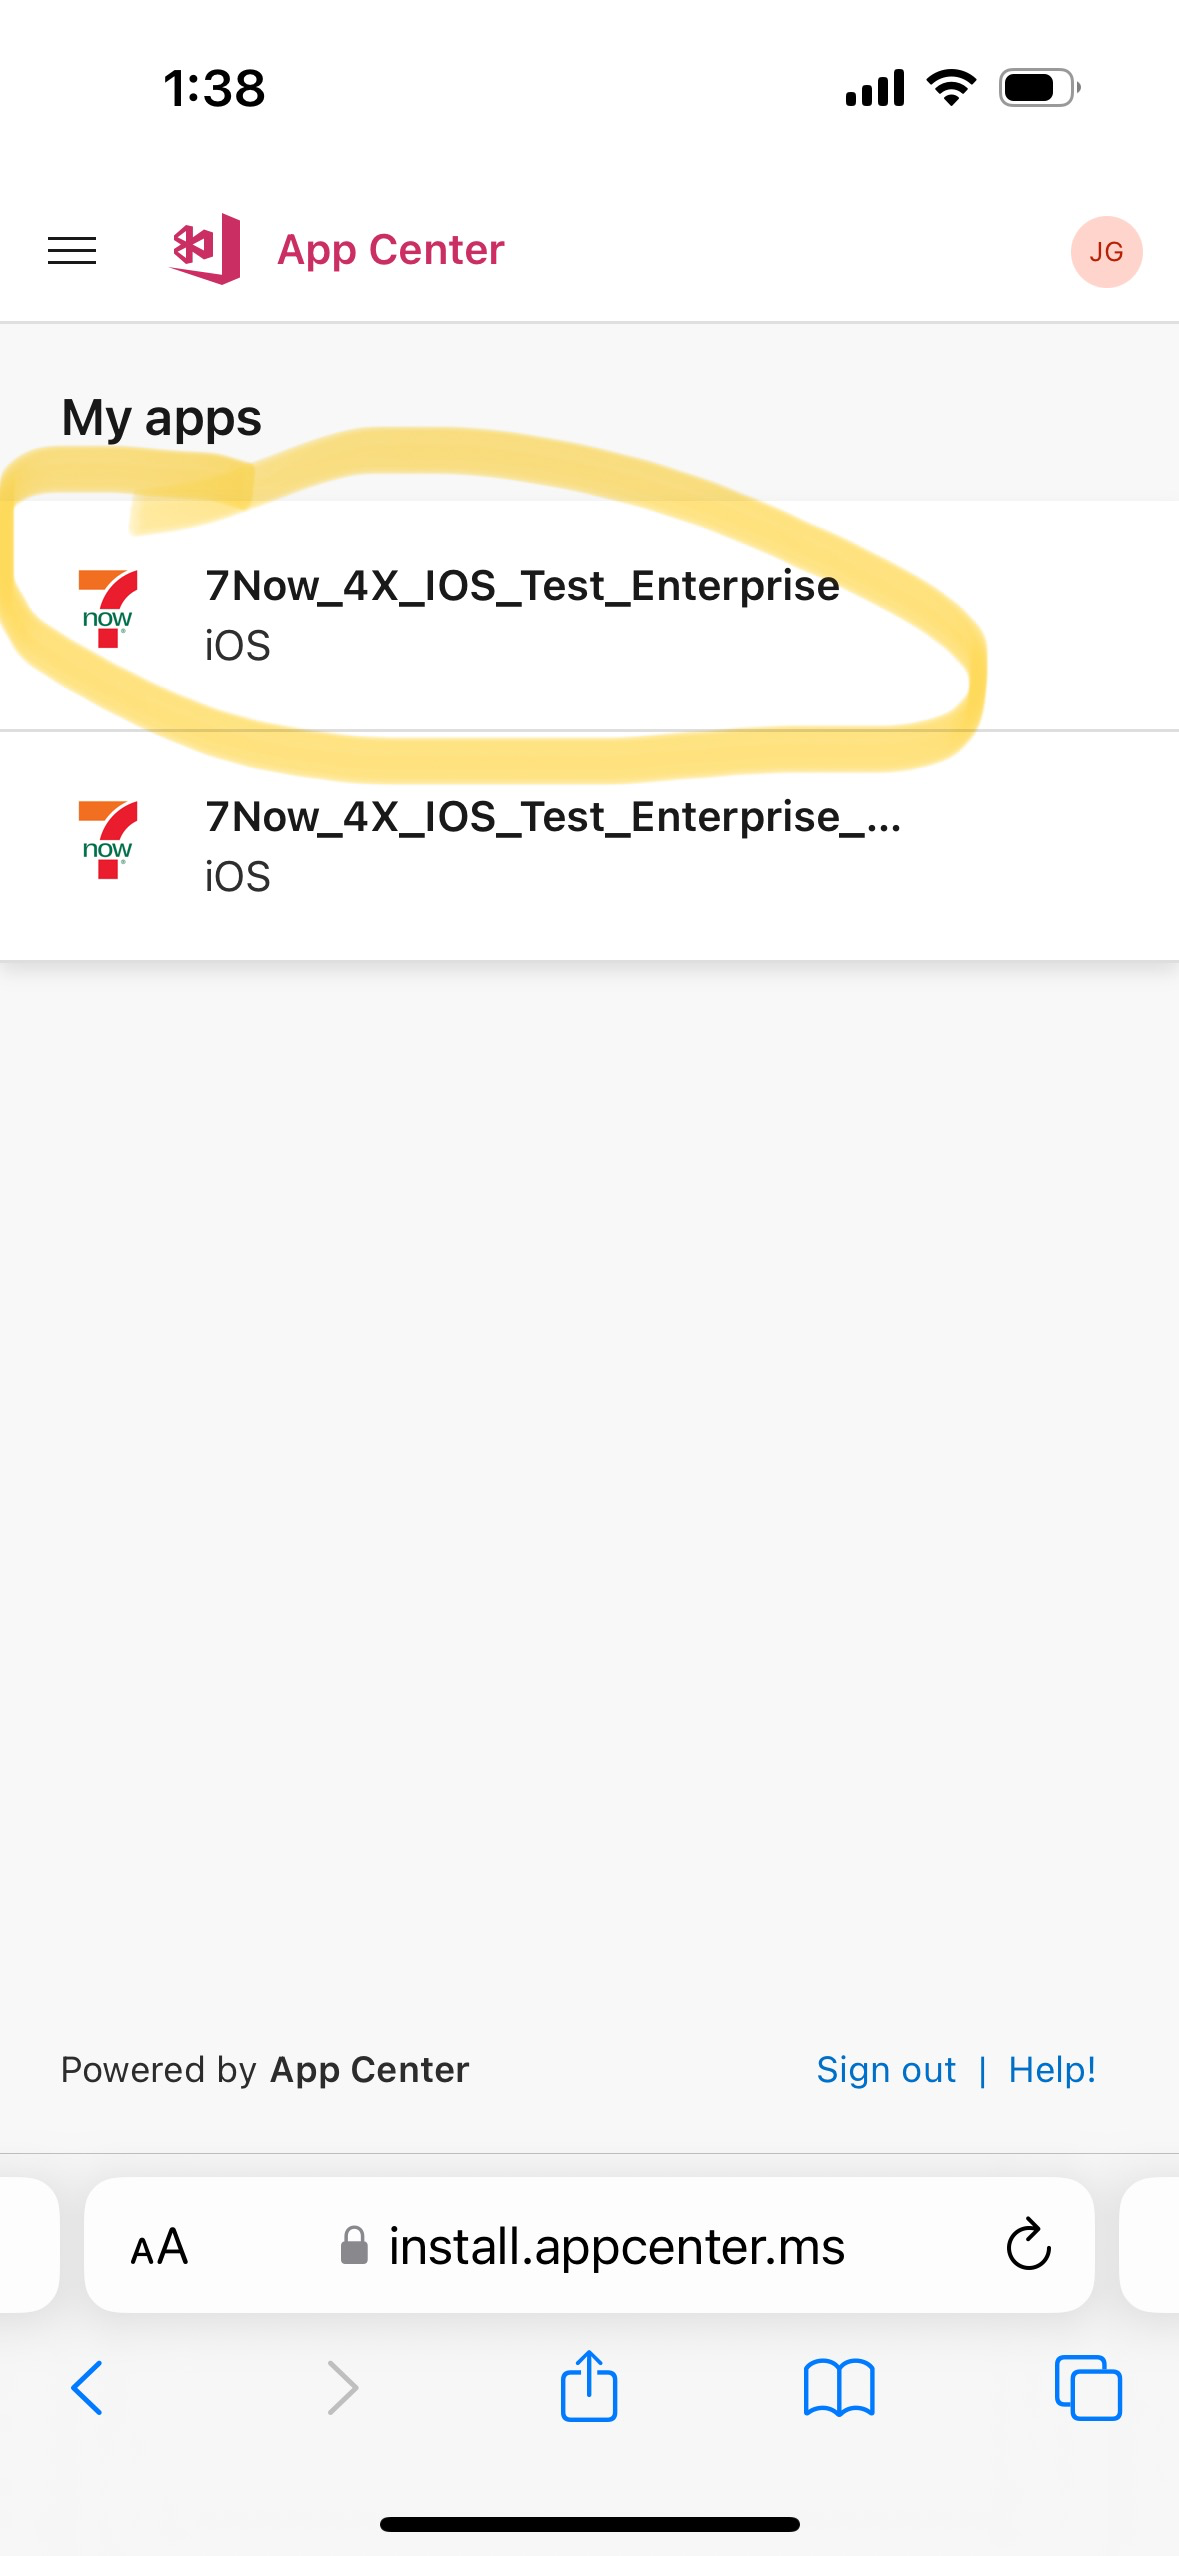 1:38
App Center
JG
My apps
7Now_4X_IOS_Test_Enterprise
now
iOS
7Now_4X_IOS_Test_Enterprise_...
now
iOS
Powered by App Center
Sign out | Help!
AA
install.appcenter.ms